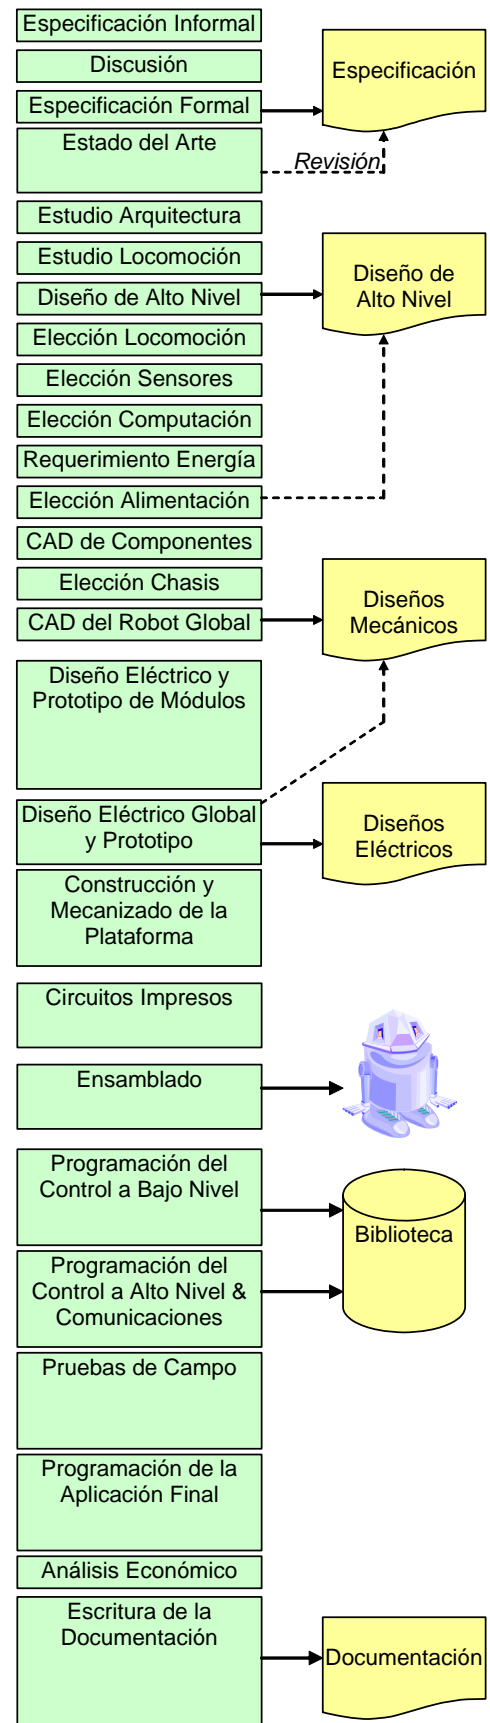 Especificación Informal
Discusión
Especificación Formal
Especificación
Estado del Arte
Revisión
Estudio Arquitectura
Estudio Locomoción
Diseño de Alto Nivel
Diseño de
Alto Nivel
Elección Locomoción
Elección Sensores
Elección Computación
Requerimiento Energía
Elección Alimentación
CAD de Componentes
Elección Chasis
CAD del Robot Global
Diseños
Mecánicos
Diseño Eléctrico y
Prototipo de Módulos
Diseño Eléctrico Global
y Prototipo
Diseños
Eléctricos
Construcción y
Mecanizado de la
Plataforma
Circuitos Impresos
Ensamblado
Programación del
Control a Bajo Nivel
Biblioteca
Programación del
Control a Alto Nivel &
Comunicaciones
Pruebas de Campo
Programación de la
Aplicación Final
Análisis Económico
Escritura de la
Documentación
Documentación